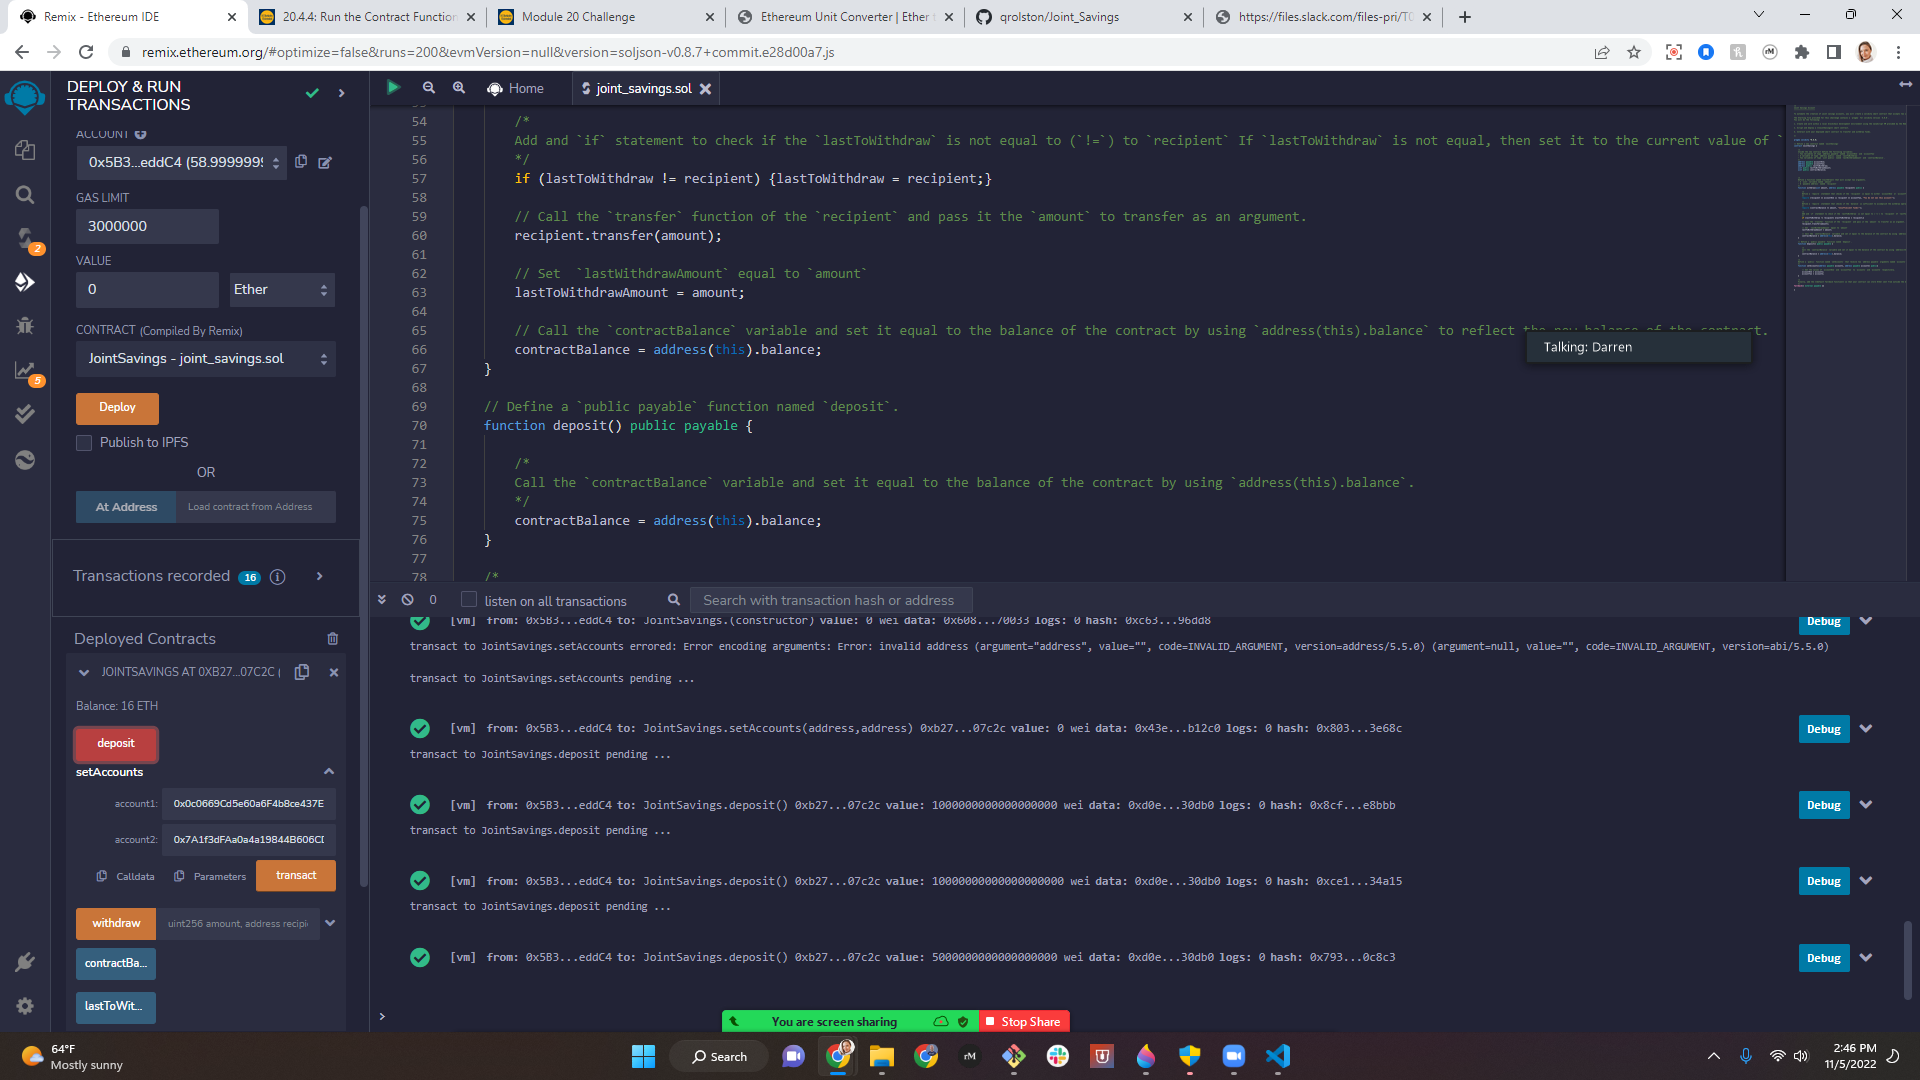 Remix - Ethereum IDE
20.4.4: Run the Contract Function
Module 20 Challenge
Ethereum Unit Converter | Ether t
qrolston/Joint_Savings
https://files.slack.com/files-pri/T0
remix.ethereum.org/#optimize=false&runs=200&evmVersion=null&version=soljson-v0.8.7+commit.e28d00a7.js
DEPLOY & RUN
TRANSACTIONS
Home
joint_savings.sol
ACCOUNT
0x5B3...eddC4 (58.9999999
GAS LIMIT
3000000
VALUE
0
Ether
CONTRACT (Compiled By Remix)
JointSavings - joint_savings.sol
Deploy
Publish to IPFS
OR
At Address
Load contract from Address
Transactions recorded 16
Deployed Contracts
JOINTSAVINGS AT 0XB27...07C2C (
Balance: 16 ETH
deposit
setAccounts
account1: 0x0c0669Cd5e60a6F4b8ce437E
account2: 0x7A1f3dFAa0a4a19844B606CD
Calldata
Parameters
transact
withdraw
uint256 amount, address recipi
contractBa...
lastToWit...
2
5
54 /*
55 Add and `if` statement to check if the `lastToWithdraw` is not equal to (`!=`) to `recipient` If `lastToWithdraw` is not equal, then set it to the current value of `
56 */
57 if (lastToWithdraw != recipient) {lastToWithdraw = recipient;}
58
59 // Call the `transfer` function of the `recipient` and pass it the `amount` to transfer as an argument.
60 recipient.transfer(amount);
61
62 // Set  `lastWithdrawAmount` equal to `amount`
63 lastToWithdrawAmount = amount;
64
65 // Call the `contractBalance` variable and set it equal to the balance of the contract by using `address(this).balance` to reflect the new balance of the contract.
66 contractBalance = address(this).balance;
67 }
68
69 // Define a `public payable` function named `deposit`.
70 function deposit() public payable {
71
72 /*
73 Call the `contractBalance` variable and set it equal to the balance of the contract by using `address(this).balance`.
74 */
75 contractBalance = address(this).balance;
76 }
77
78 /*
Talking: Darren
0
listen on all transactions
Search with transaction hash or address
[vm] from: 0x5B3...eddC4 to: JointSavings.(constructor) value: 0 wei data: 0x608...70033 logs: 0 hash: 0xc63...96dd8
Debug
transact to JointSavings.setAccounts errored: Error encoding arguments: Error: invalid address (argument="address", value="", code=INVALID_ARGUMENT, version=address/5.5.0) (argument=null, value="", code=INVALID_ARGUMENT, version=abi/5.5.0)
transact to JointSavings.setAccounts pending ...
[vm] from: 0x5B3...eddC4 to: JointSavings.setAccounts(address,address) 0xb27...07c2c value: 0 wei data: 0x43e...b12c0 logs: 0 hash: 0x803...3e68c
Debug
transact to JointSavings.deposit pending ...
[vm] from: 0x5B3...eddC4 to: JointSavings.deposit() 0xb27...07c2c value: 1000000000000000000 wei data: 0xd0e...30db0 logs: 0 hash: 0x8cf...e8bbb
Debug
transact to JointSavings.deposit pending ...
[vm] from: 0x5B3...eddC4 to: JointSavings.deposit() 0xb27...07c2c value: 10000000000000000000 wei data: 0xd0e...30db0 logs: 0 hash: 0xce1...34a15
Debug
transact to JointSavings.deposit pending ...
[vm] from: 0x5B3...eddC4 to: JointSavings.deposit() 0xb27...07c2c value: 5000000000000000000 wei data: 0xd0e...30db0 logs: 0 hash: 0x793...0c8c3
Debug
>
You are screen sharing
Stop Share
64°F
Mostly sunny
Search
rM
2:46 PM
11/5/2022